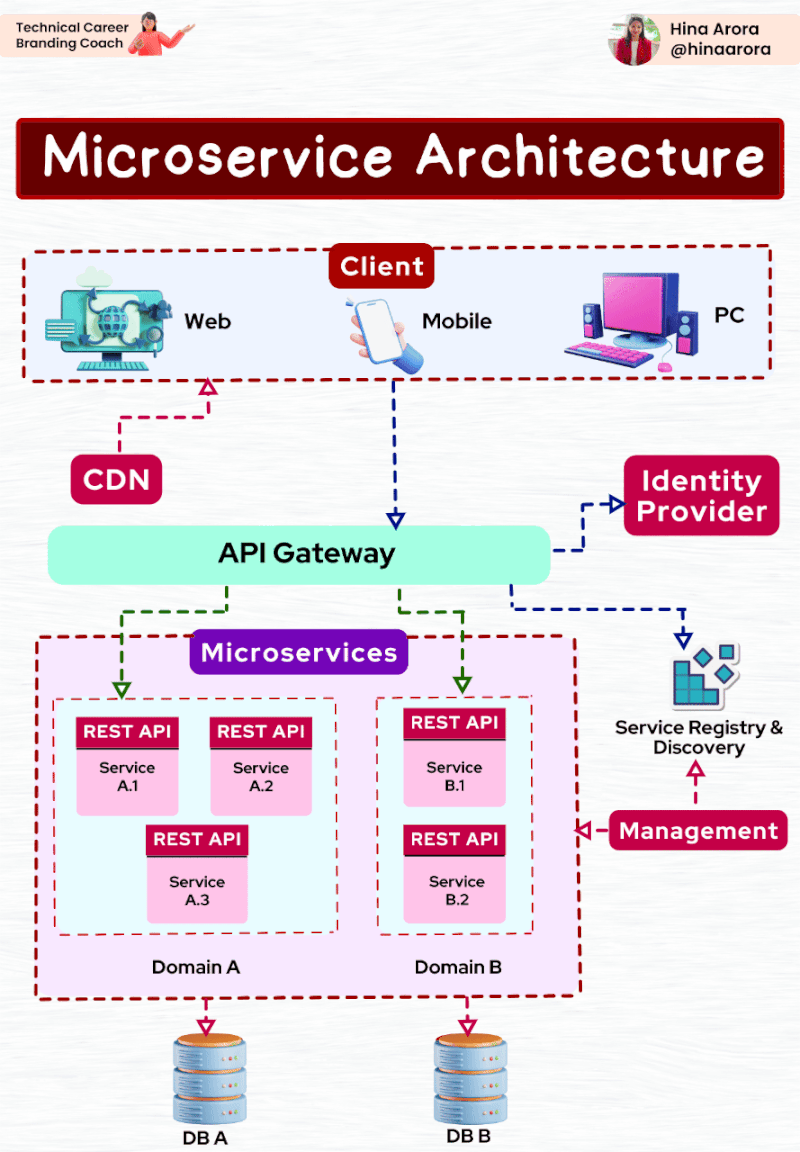 Technical Career
Branding Coach
Hina Arora
@hinaarora
Microservice Architecture
Client
Web
Mobile
PC
CDN
Identity
Provider
API Gateway
Microservices
REST API
Service
A.1
REST API
Service
A.2
REST API
Service
A.3
REST API
Service
B.1
REST API
Service
B.2
Service Registry &
Discovery
Management
Domain A
Domain B
DB A
DB B